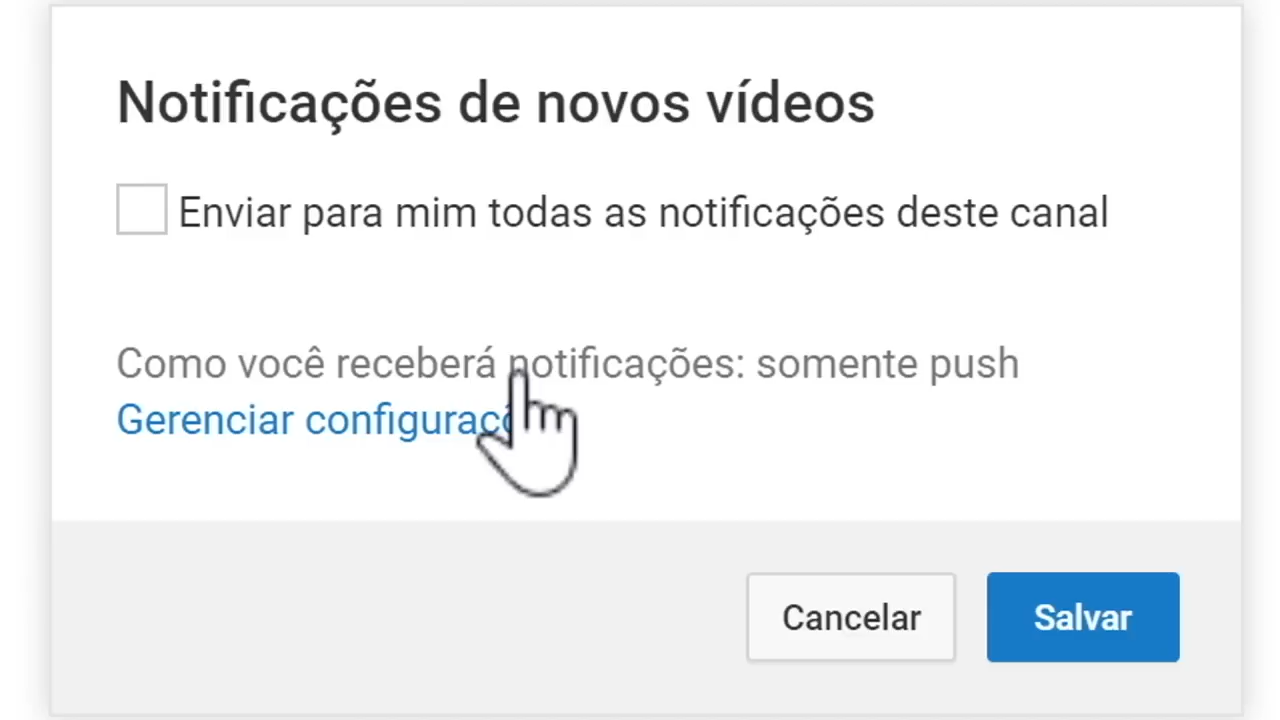 Notificações de novos vídeos
Enviar para mim todas as notificações deste canal
Como você receberá notificações: somente push
Gerenciar
Cancelar
Salvar